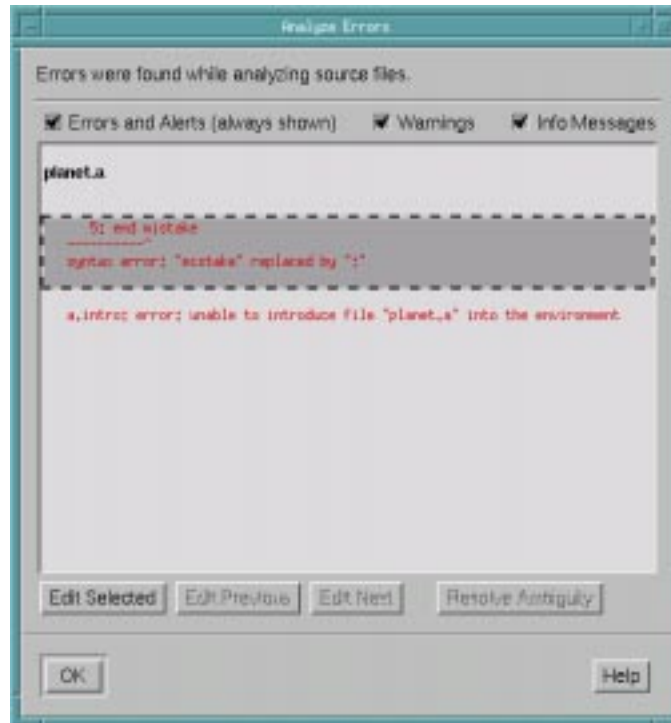 Analyze Errors
Errors were found while analyzing source files.
Errors and Alerts (always shown) Warnings Info Messages
planet.a
5: end mistake
----------^
syntax error: "mistake" replaced by ";"
a.intro: error: unable to introduce file "planet.a" into the environment
Edit Selected Edit Previous Edit Next Resolve Ambiguity
OK Help